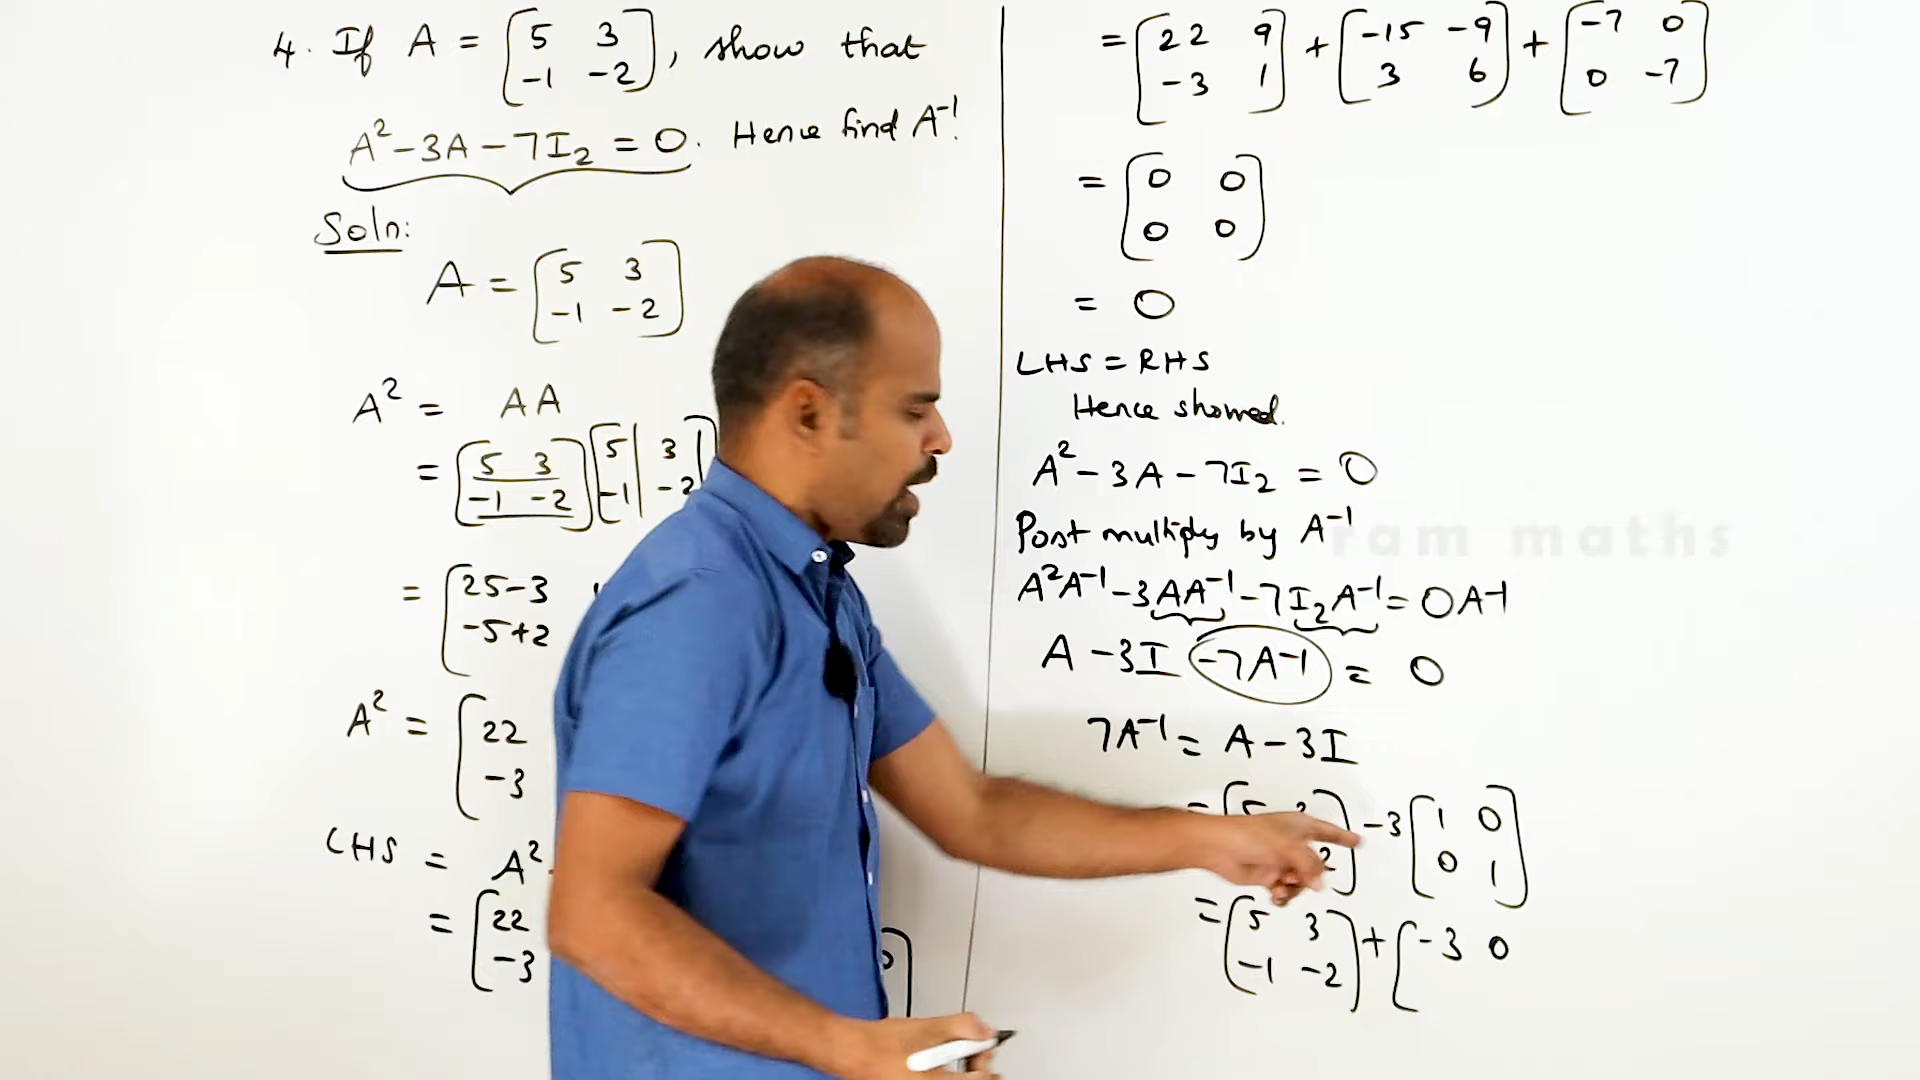 4. If A = [5 3 -1 -2], show that
A² - 3A - 7I₂ = 0. Hence find A⁻¹.
Soln:
A = [5 3 -1 -2]
A² = AA
= [5 3 -1 -2] [5 3 -1 -2]
= [25-3
-5+2
A² = [22
-3
LHS = A²
= [22
-3
= [22 9 -3 1] + [-15 -9 3 6] + [-7 0 0 -7]
= [0 0 0 0]
= 0
LHS = RHS
Hence showed.
A² - 3A - 7I₂ = 0
Post multiply by A⁻¹
A²A⁻¹ - 3AA⁻¹ - 7I₂A⁻¹ = 0A⁻¹
A - 3I - 7A⁻¹ = 0
7A⁻¹ = A - 3I
= [5 3 2] - 3 [1 0 0 1]
= [5 3 -1 -2] + [-3 0
ram maths